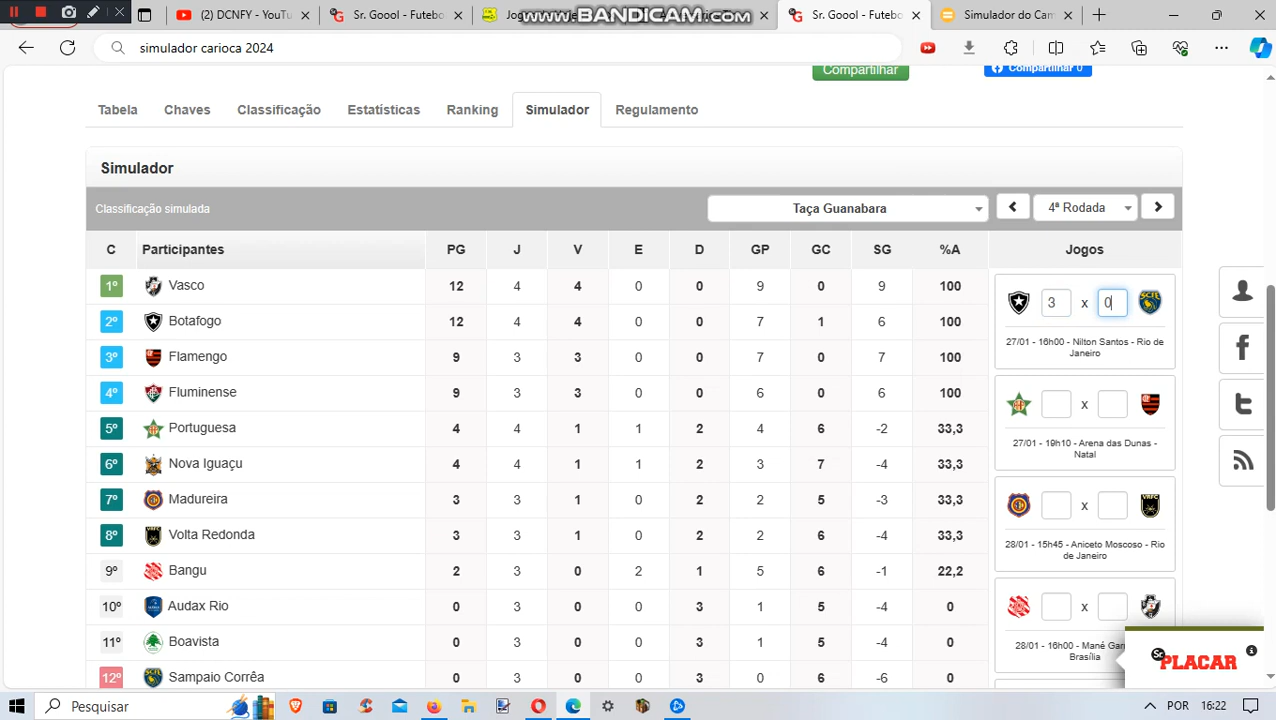 (2) DCNEY - YouTube
Sr. Goool - Futebo
www.BANDICAM.com
Sr. Goool - Futebo
Simulador do Cam
simulador carioca 2024
Compartilhar
Compartilhar 0
Tabela Chaves Classificação Estatísticas Ranking Simulador Regulamento
Simulador
Classificação simulada Taça Guanabara 4ª Rodada
C Participantes PG J V E D GP GC SG %A Jogos
1º Vasco 12 4 4 0 0 9 0 9 100
3 x 0
2º Botafogo 12 4 4 0 0 7 1 6 100
27/01 - 16h00 - Nilton Santos - Rio de
Janeiro
3º Flamengo 9 3 3 0 0 7 0 7 100
4º Fluminense 9 3 3 0 0 6 0 6 100
x
5º Portuguesa 4 4 1 1 2 4 6 -2 33,3
27/01 - 19h10 - Arena das Dunas -
Natal
6º Nova Iguaçu 4 4 1 1 2 3 7 -4 33,3
7º Madureira 3 3 1 0 2 2 5 -3 33,3
x
8º Volta Redonda 3 3 1 0 2 2 6 -4 33,3
28/01 - 15h45 - Aniceto Moscoso - Rio
de Janeiro
9º Bangu 2 3 0 2 1 5 6 -1 22,2
10º Audax Rio 0 3 0 0 3 1 5 -4 0
x
11º Boavista 0 3 0 0 3 1 5 -4 0
28/01 - 16h00 - Mané Gar
Brasília
12º Sampaio Corrêa 0 3 0 0 3 0 6 -6 0
PLACAR
Pesquisar
POR 16:22